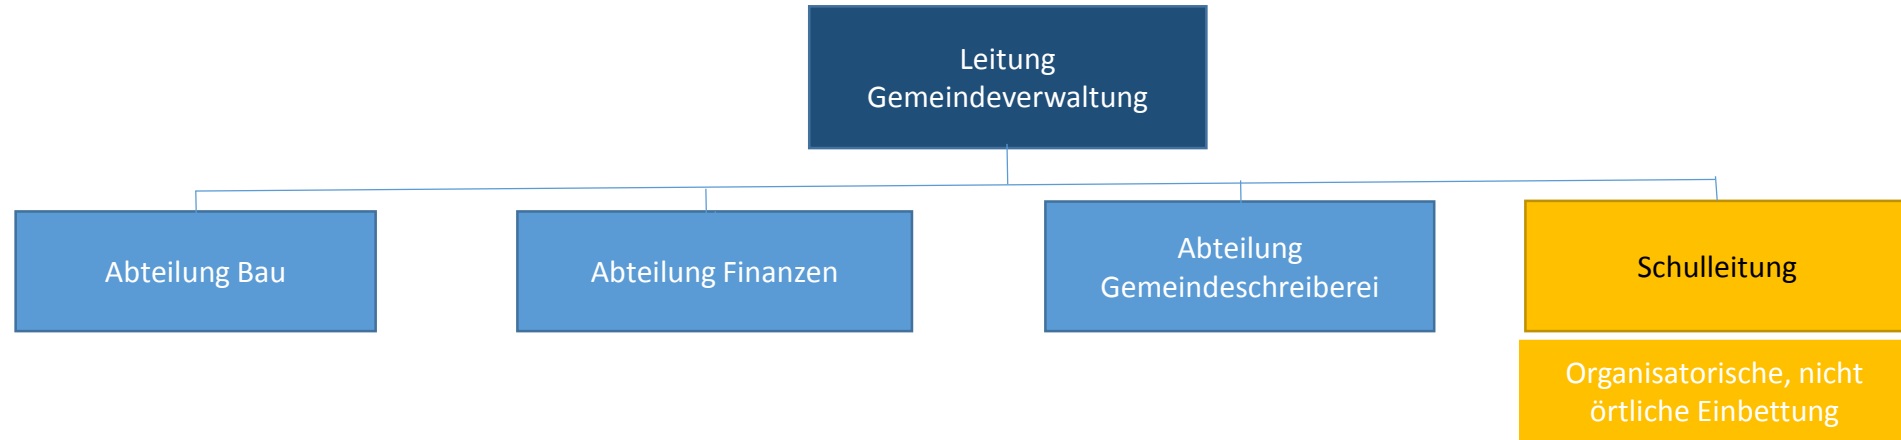 Leitung
Gemeindeverwaltung
Abteilung Bau
Abteilung Finanzen
Abteilung
Gemeindeschreiberei
Schulleitung
Organisatorische, nicht
örtliche Einbettung